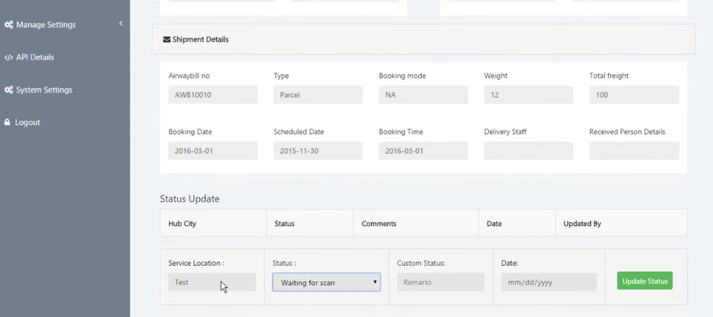 Manage Settings
API Details
System Settings
Logout
Shipment Details
Airwaybill no Type Booking mode Weight Total freight
AWB10010 Parcel NA 12 100
Booking Date Scheduled Date Booking Time Delivery Staff Received Person Details
2016-03-01 2015-11-30 2016-03-01
Status Update
Hub City Status Comments Date Updated By
Service Location : Status : Custom Status: Date:
Test Waiting for scan Remarks mm/dd/yyyy Update Status